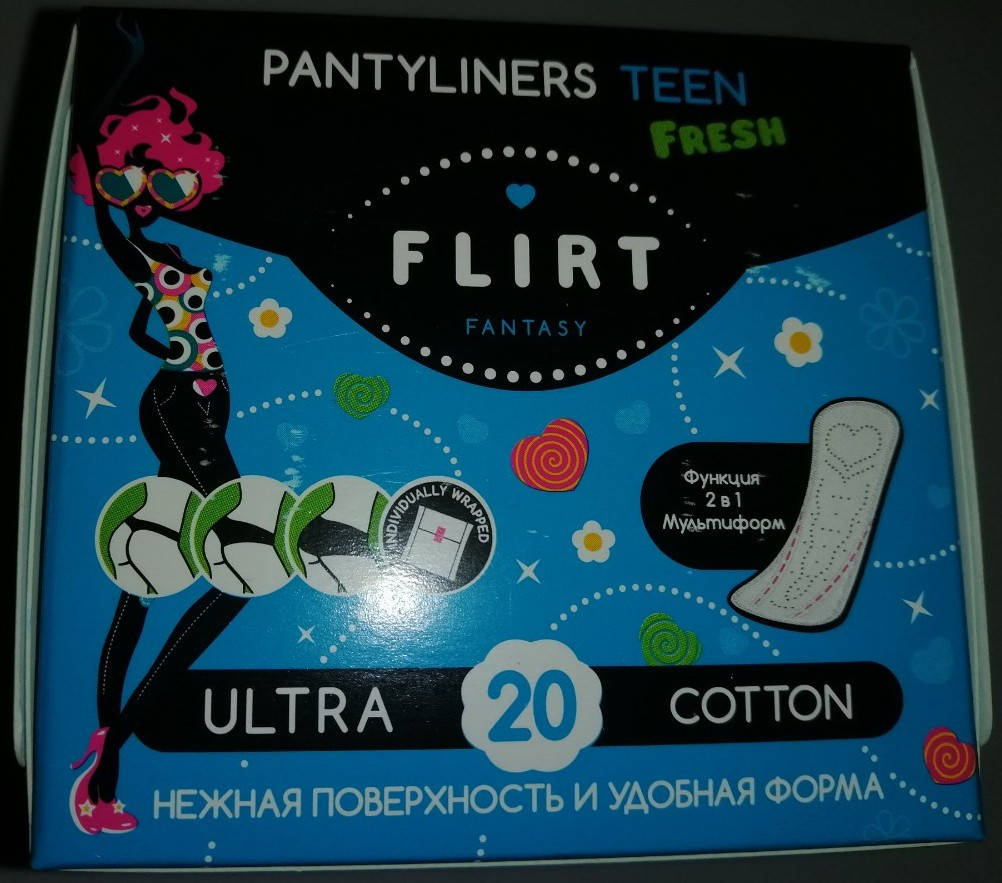 PANTYLINERS TEEN
FRESH
FLIRT
FANTASY
Функция
2 в 1
Мультиформ
INDIVIDUALLY WRAPPED
ULTRA 20 COTTON
НЕЖНАЯ ПОВЕРХНОСТЬ И УДОБНАЯ ФОРМА